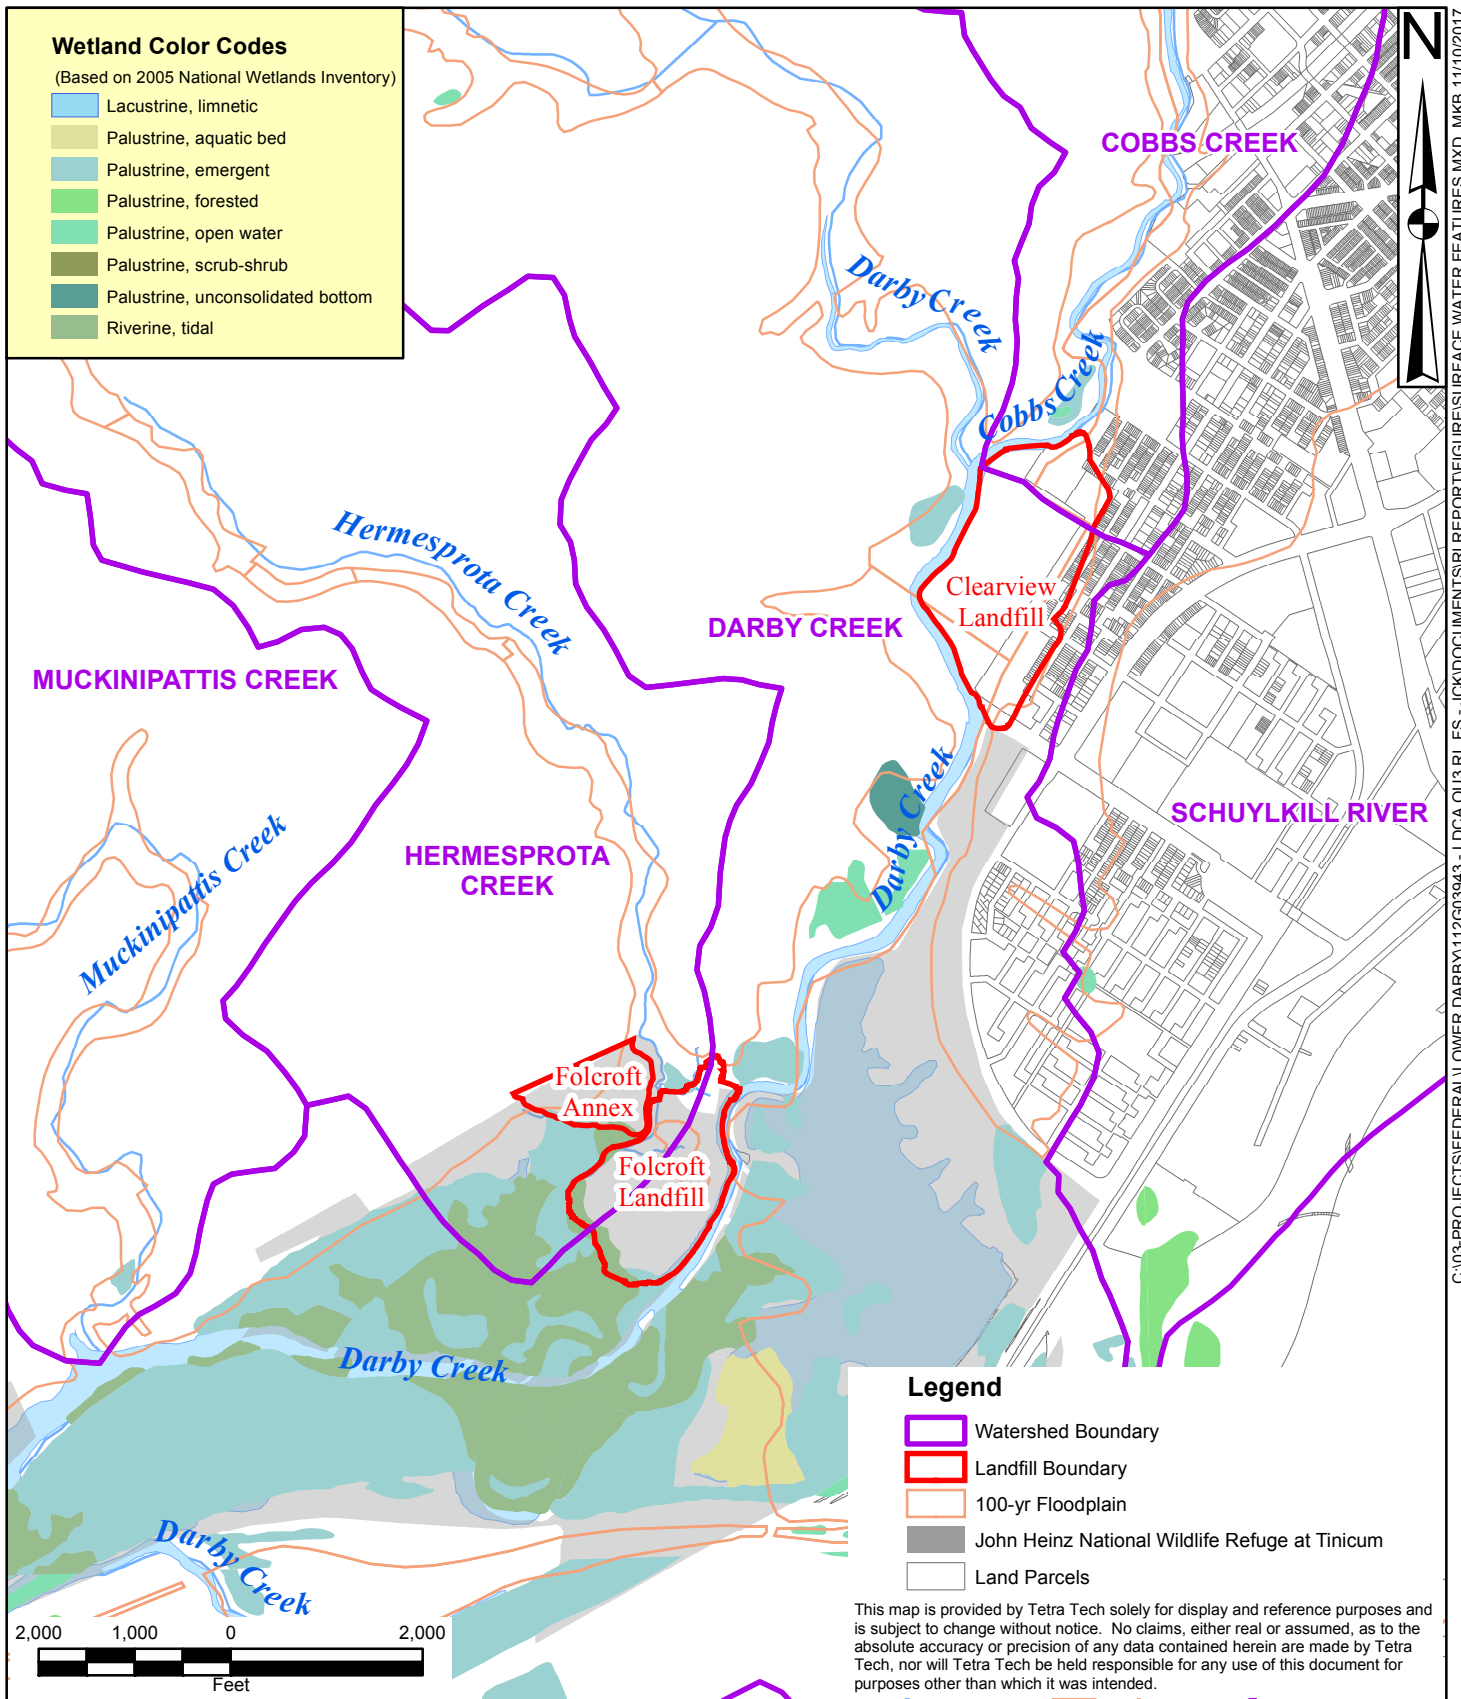 Wetland Color Codes
(Based on 2005 National Wetlands Inventory)
Lacustrine, limnetic
Palustrine, aquatic bed
Palustrine, emergent
Palustrine, forested
Palustrine, open water
Palustrine, scrub-shrub
Palustrine, unconsolidated bottom
Riverine, tidal
N
COBBS CREEK
Darby Creek
Cobbs Creek
Hermesprota Creek
Clearview
Landfill
DARBY CREEK
MUCKINIPATTIS CREEK
Darby Creek
SCHUYLKILL RIVER
HERMESPROTA
CREEK
Muckinipattis Creek
Folcroft
Annex
Folcroft
Landfill
Darby Creek
Darby Creek
Legend
Watershed Boundary
Landfill Boundary
100-yr Floodplain
John Heinz National Wildlife Refuge at Tinicum
Land Parcels
This map is provided by Tetra Tech solely for display and reference purposes and
is subject to change without notice. No claims, either real or assumed, as to the
absolute accuracy or precision of any data contained herein are made by Tetra
Tech, nor will Tetra Tech be held responsible for any use of this document for
purposes other than which it was intended.
2,000 1,000 0 2,000
Feet